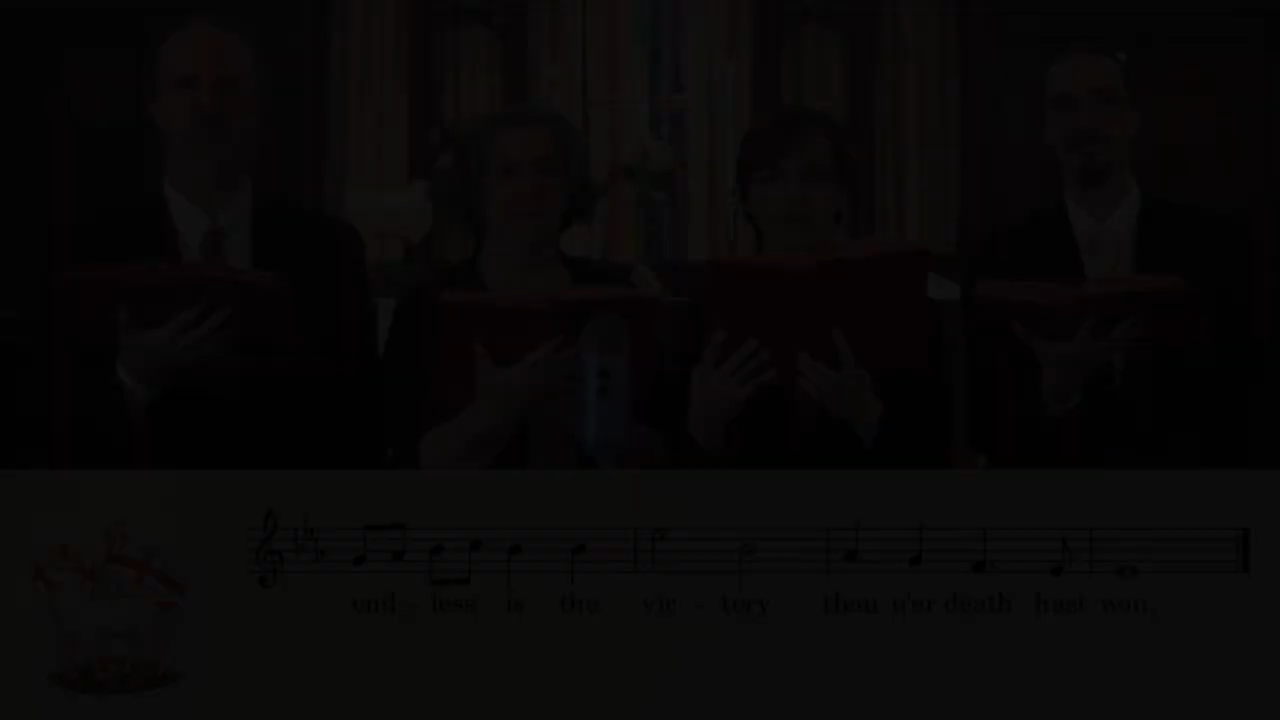 end - less is the vic - tory thou o'er death hast won,